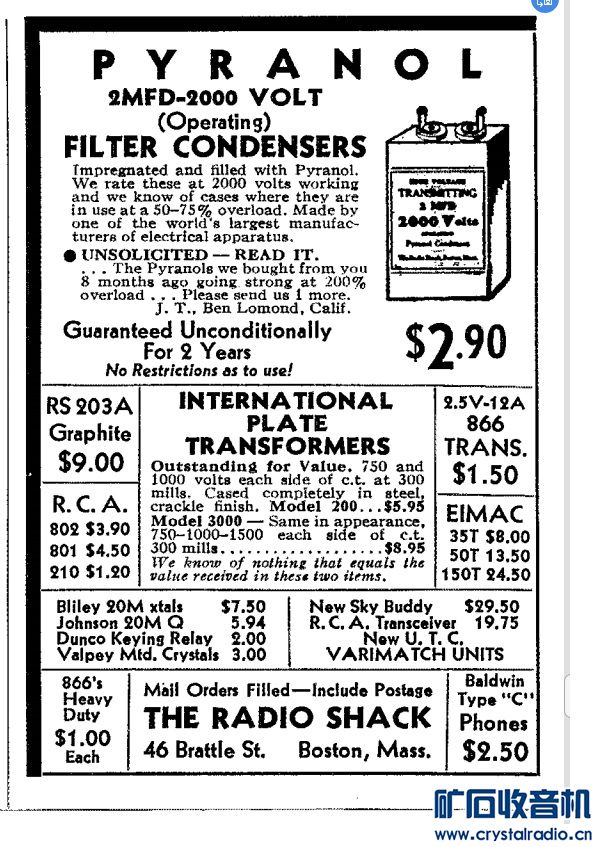 PYRANOL
2MFD-2000 VOLT
(Operating)
FILTER CONDENSERS
Impregnated and filled with Pyranol.
We rate these at 2000 volts working
and we know of cases where they are
in use at a 50-75% overload. Made by
one of the world's largest manufac-
turers of electrical apparatus.
● UNSOLICITED — READ IT.
. . . The Pyranols we bought from you
8 months ago going strong at 200%
overload . . . Please send us 1 more.
J. T., Ben Lomond, Calif.
Guaranteed Unconditionally
For 2 Years
No Restrictions as to use!
HIGH VOLTAGE
TRANSMITTING
2 MFD
2000 Volts
Pyranol Condenser
$2.90
RS 203A
Graphite
$9.00
R. C. A.
802 $3.90
801 $4.50
210 $1.20
INTERNATIONAL
PLATE
TRANSFORMERS
Outstanding for Value. 750 and
1000 volts each side of c.t. at 300
mills. Cased completely in steel,
crackle finish. Model 200...$5.95
Model 3000 — Same in appearance,
750-1000-1500 each side of c.t.
300 mills..................$8.95
We know of nothing that equals the
value received in these two items.
2.5V-12A
866
TRANS.
$1.50
EIMAC
35T $8.00
50T 13.50
150T 24.50
Bliley 20M xtals $7.50
Johnson 20M Q 5.94
Dunco Keying Relay 2.00
Valpey Mtd. Crystals 3.00
New Sky Buddy $29.50
R. C. A. Transceiver 19.75
New U. T. C.
VARIMATCH UNITS
866's
Heavy
Duty
$1.00
Each
Mail Orders Filled—Include Postage
THE RADIO SHACK
46 Brattle St. Boston, Mass.
Baldwin
Type "C"
Phones
$2.50
矿石收音机
www.crystalradio.cn